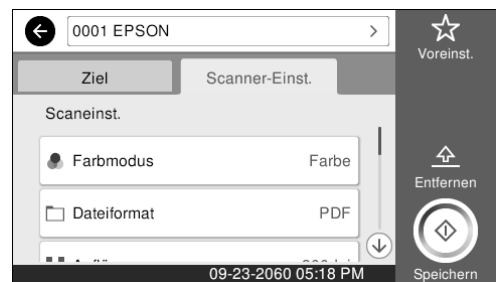 0001 EPSON
Voreinst.
Ziel
Scanner-Einst.
Scaneinst.
Farbmodus Farbe
Entfernen
Dateiformat PDF
09-23-2060 05:18 PM
Speichern